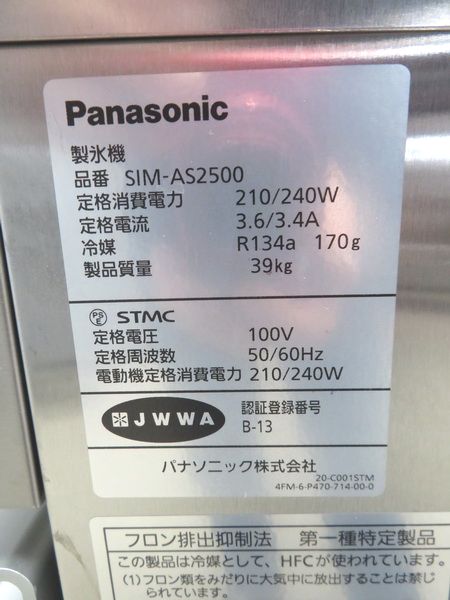 Panasonic
製氷機
品番 SIM-AS2500
定格消費電力 210/240W
定格電流 3.6/3.4A
冷媒 R134a 170g
製品質量 39kg
PS E STMC
定格電圧 100V
定格周波数 50/60Hz
電動機定格消費電力 210/240W
JWWA 認証登録番号
B-13
パナソニック株式会社
20-C001STM
4FM-6-P470-714-00-0
フロン排出抑制法 第一種特定製品
この製品は冷媒として、HFCが使われています。
(1)フロン類をみだりに大気中に放出することは禁じ
られています。